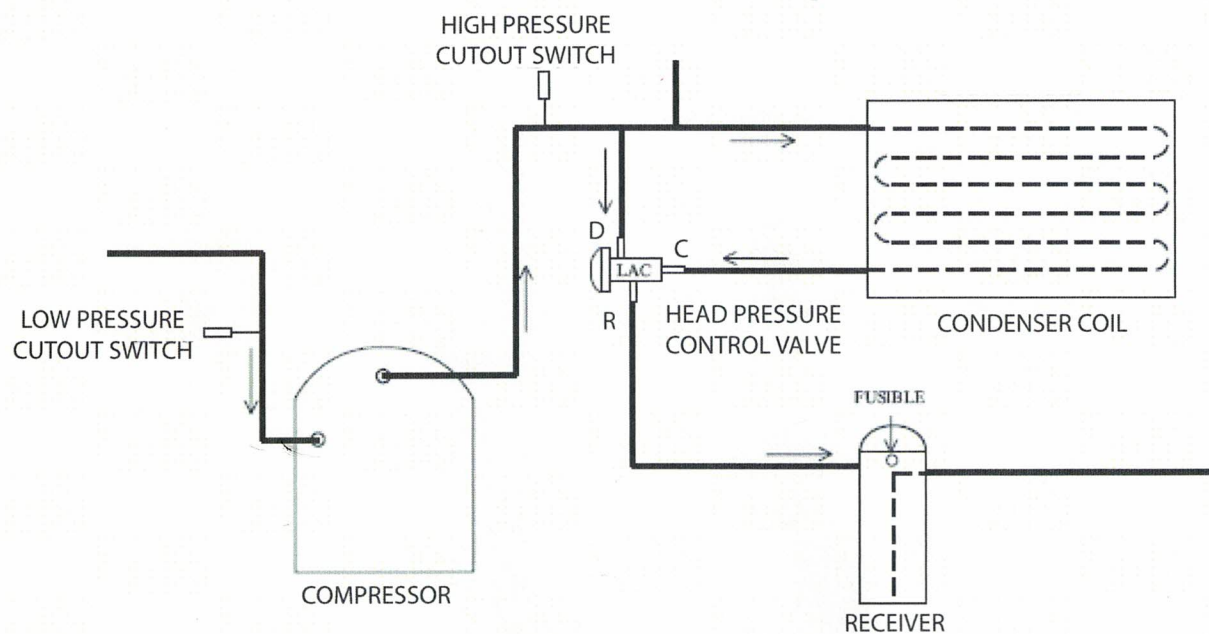 HIGH PRESSURE
CUTOUT SWITCH
D
C
LAC
R
HEAD PRESSURE
CONTROL VALVE
CONDENSER COIL
LOW PRESSURE
CUTOUT SWITCH
FUSIBLE
COMPRESSOR
RECEIVER